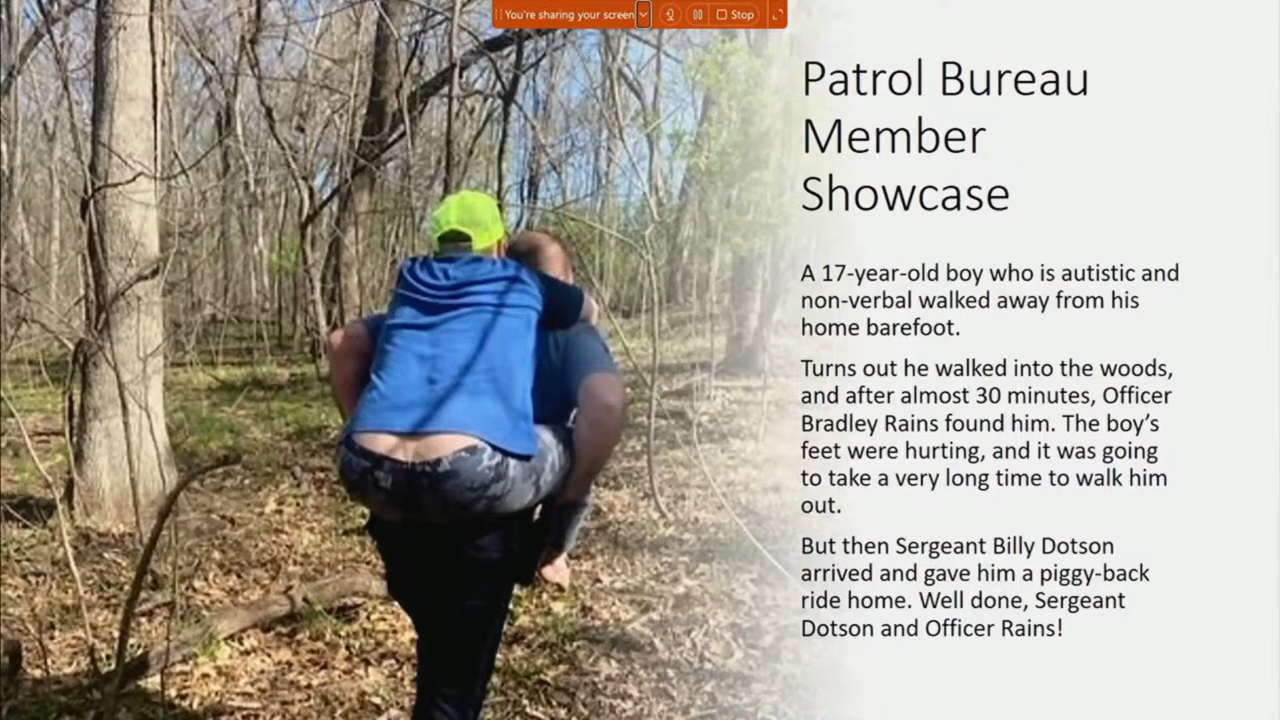 You're sharing your screen
Stop
Patrol Bureau
Member
Showcase
A 17-year-old boy who is autistic and
non-verbal walked away from his
home barefoot.
Turns out he walked into the woods,
and after almost 30 minutes, Officer
Bradley Rains found him. The boy’s
feet were hurting, and it was going
to take a very long time to walk him
out.
But then Sergeant Billy Dotson
arrived and gave him a piggy-back
ride home. Well done, Sergeant
Dotson and Officer Rains!